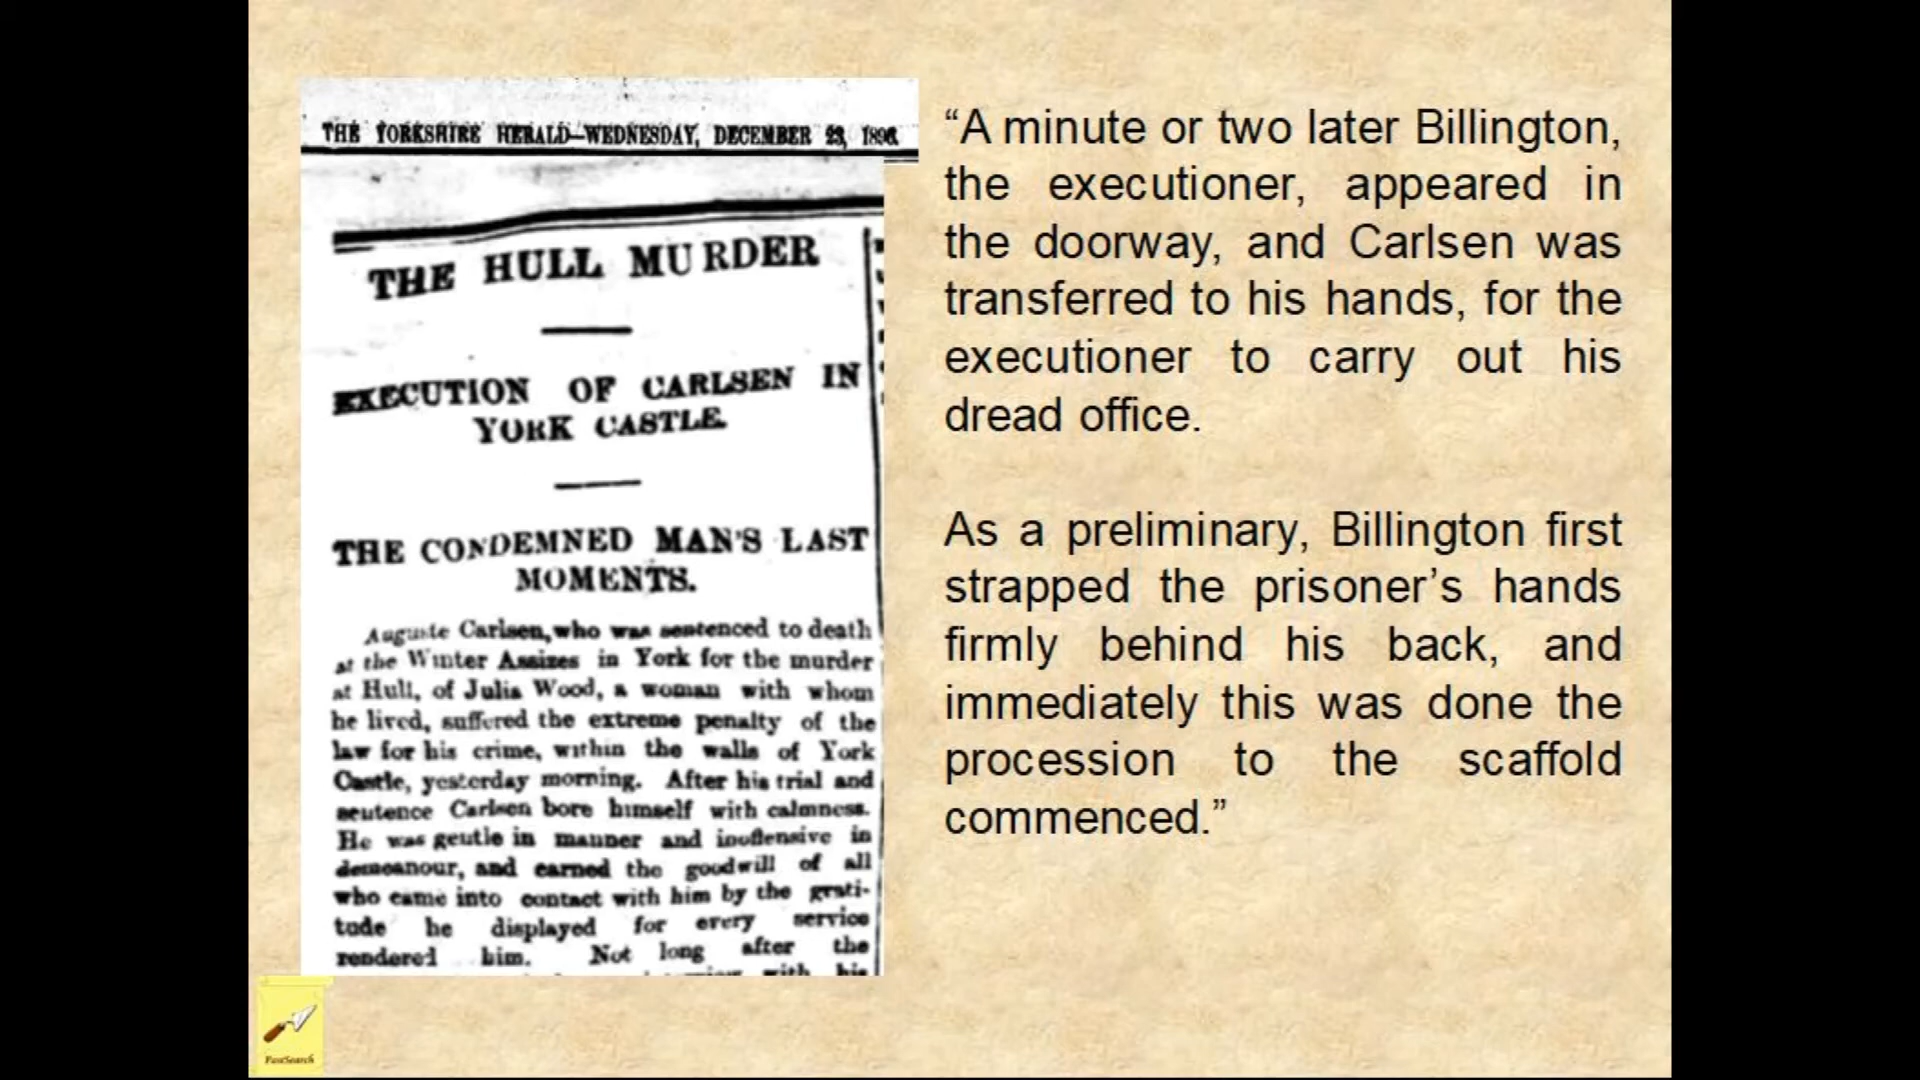 THE YORKSHIRE HERALD—WEDNESDAY, DECEMBER 23, 1896.
THE HULL MURDER
EXECUTION OF CARLSEN IN
YORK CASTLE.
THE CONDEMNED MAN'S LAST
MOMENTS.
Auguste Carlsen, who was sentenced to death
at the Winter Assizes in York for the murder
at Hull, of Julia Wood, a woman with whom
he lived, suffered the extreme penalty of the
law for his crime, within the walls of York
Castle, yesterday morning. After his trial and
sentence Carlsen bore himself with calmness.
He was gentle in manner and inoffensive in
demeanour, and earned the goodwill of all
who came into contact with him by the grati-
tude he displayed for every service
rendered him. Not long after the
with his
“A minute or two later Billington,
the executioner, appeared in
the doorway, and Carlsen was
transferred to his hands, for the
executioner to carry out his
dread office.
As a preliminary, Billington first
strapped the prisoner’s hands
firmly behind his back, and
immediately this was done the
procession to the scaffold
commenced.”
PastSearch